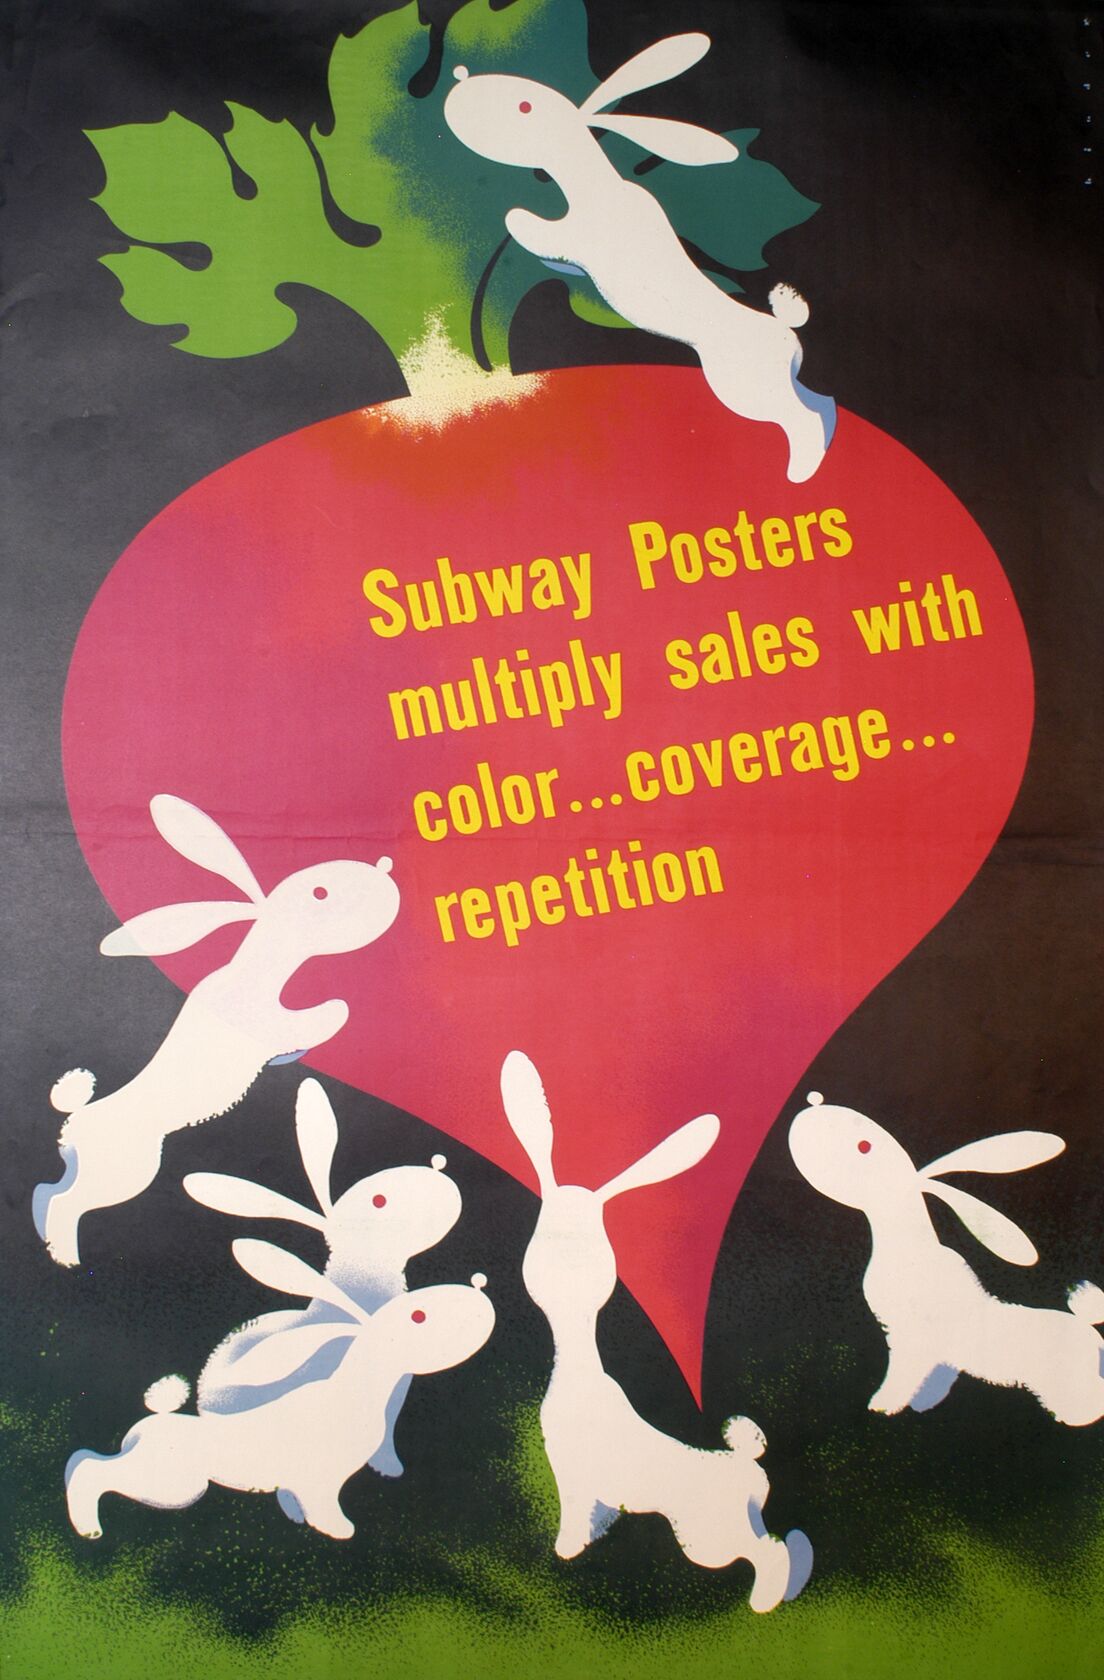 Subway Posters
multiply sales with
color...coverage...
repetition